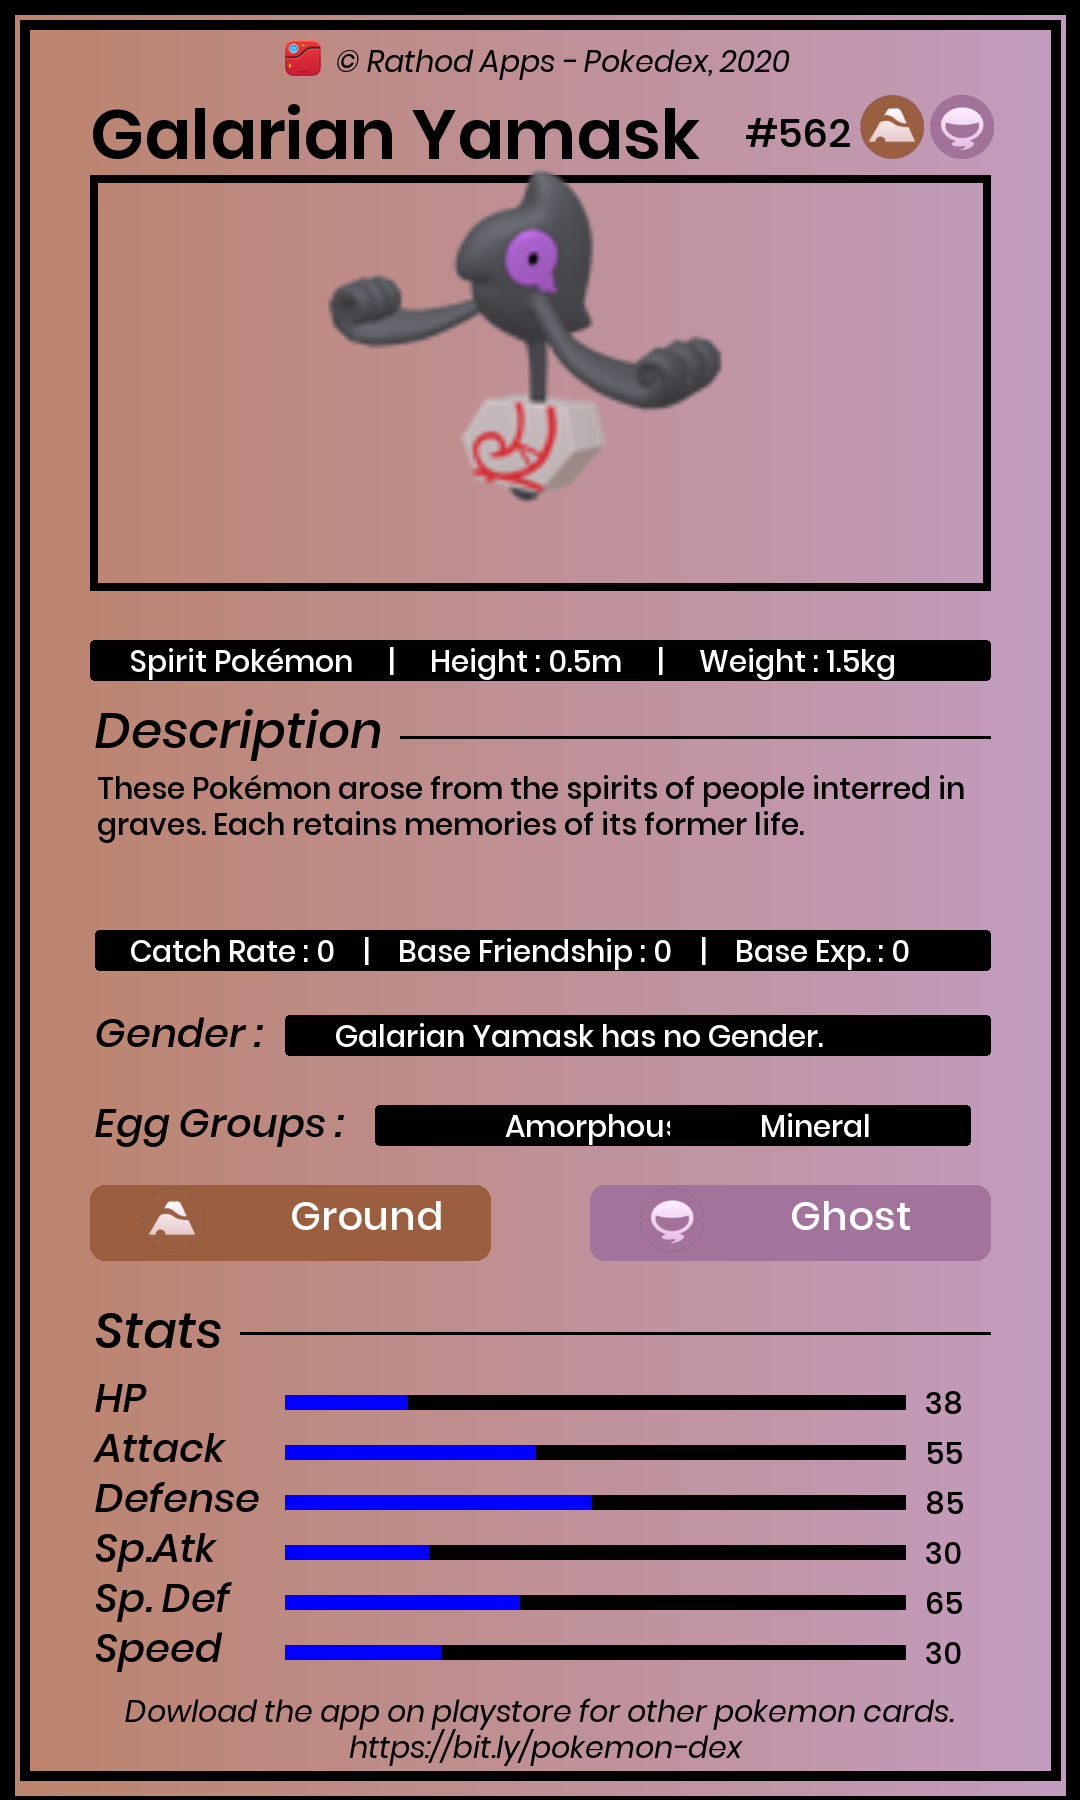 © Rathod Apps - Pokedex, 2020
Galarian Yamask #562
Spirit Pokémon | Height : 0.5m | Weight : 1.5kg
Description
These Pokémon arose from the spirits of people interred in
graves. Each retains memories of its former life.
Catch Rate : 0 | Base Friendship : 0 | Base Exp. : 0
Gender : Galarian Yamask has no Gender.
Egg Groups : Amorphous Mineral
Ground Ghost
Stats
HP 38
Attack 55
Defense 85
Sp.Atk 30
Sp. Def 65
Speed 30
Dowload the app on playstore for other pokemon cards.
https://bit.ly/pokemon-dex